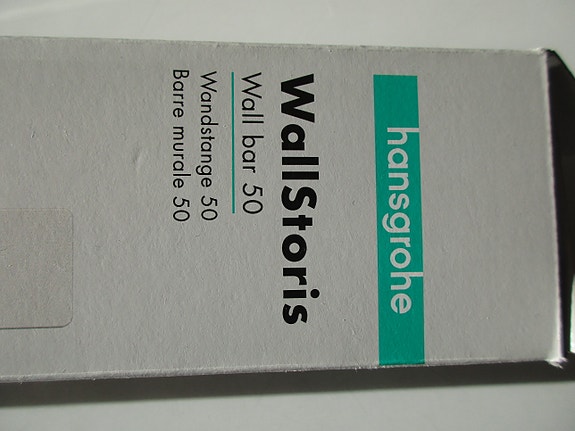 hansgrohe
WallStoris
Wall bar 50
Wandstange 50
Barre murale 50